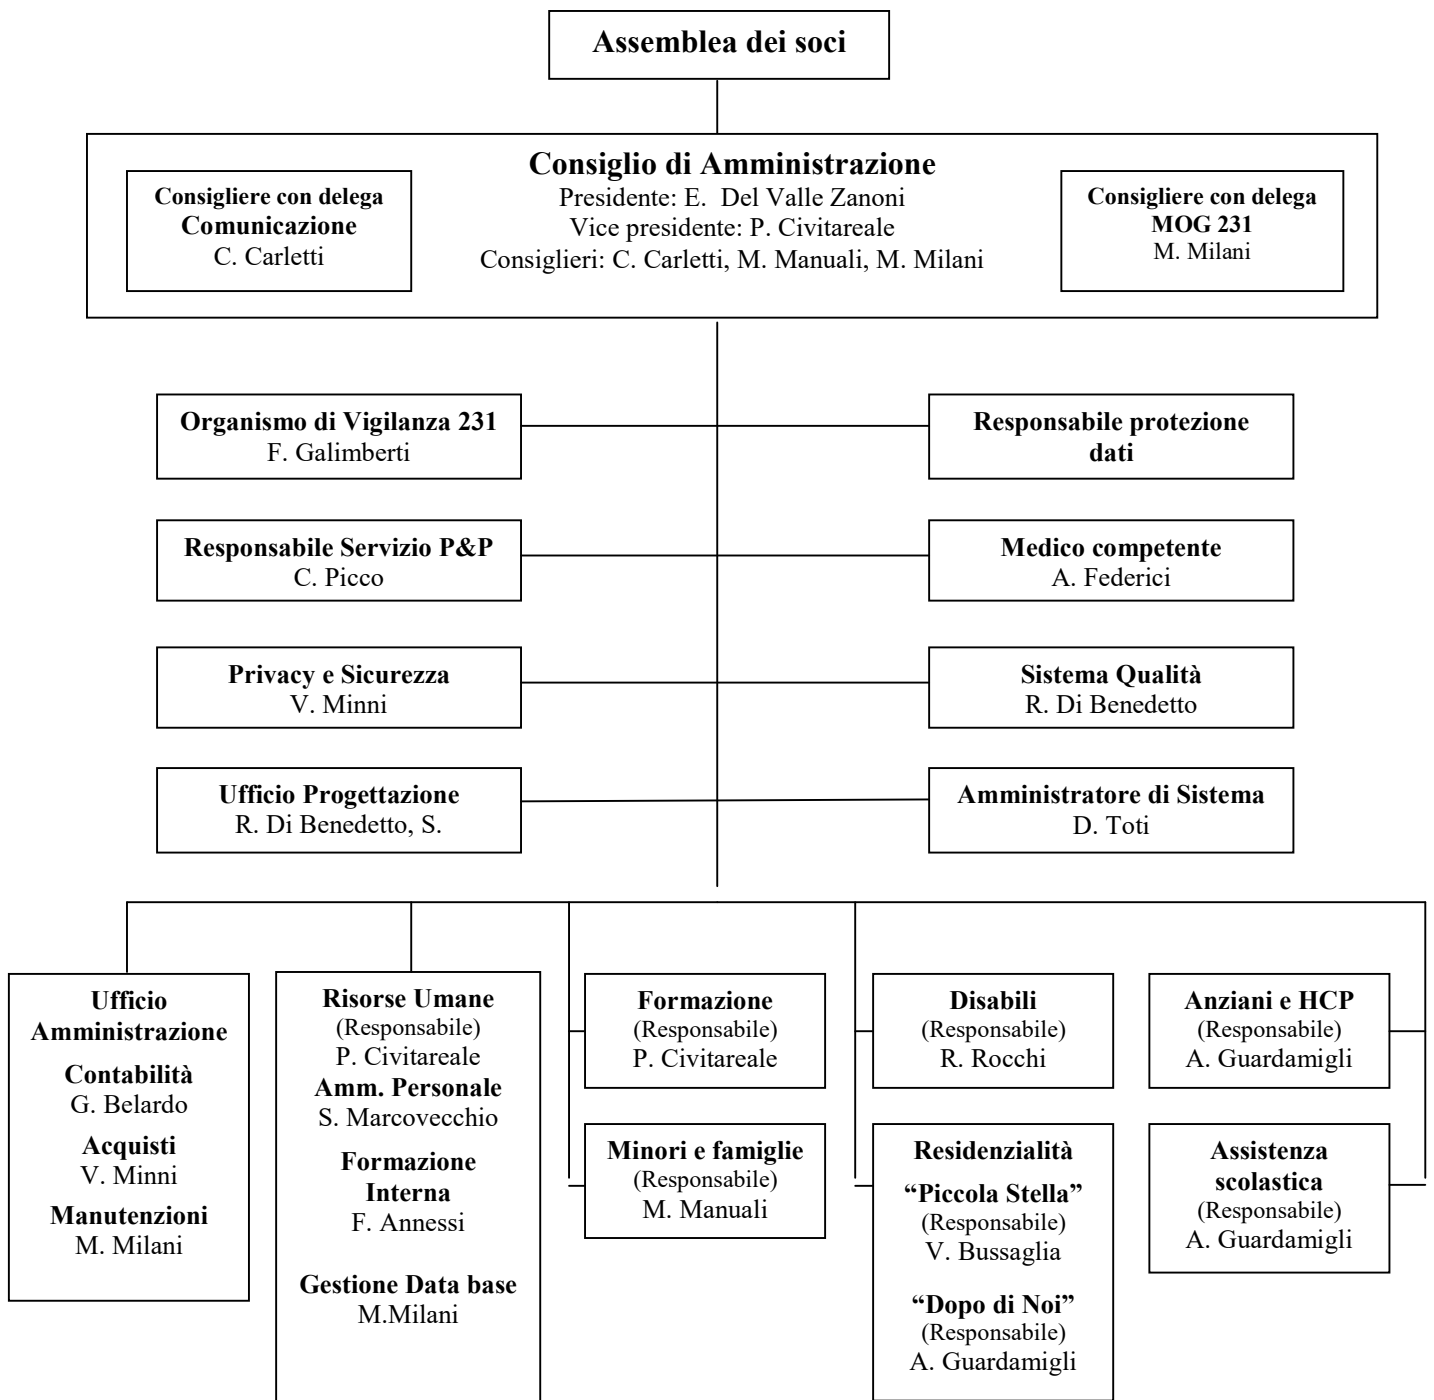 Assemblea dei soci
Consiglio di Amministrazione
Presidente: E. Del Valle Zanoni
Vice presidente: P. Civitareale
Consiglieri: C. Carletti, M. Manuali, M. Milani
Consigliere con delega
Comunicazione
C. Carletti
Consigliere con delega
MOG 231
M. Milani
Organismo di Vigilanza 231
F. Galimberti
Responsabile protezione
dati
Responsabile Servizio P&P
C. Picco
Medico competente
A. Federici
Privacy e Sicurezza
V. Minni
Sistema Qualità
R. Di Benedetto
Ufficio Progettazione
R. Di Benedetto, S.
Amministratore di Sistema
D. Toti
Ufficio
Amministrazione
Contabilità
G. Belardo
Acquisti
V. Minni
Manutenzioni
M. Milani
Risorse Umane
(Responsabile)
P. Civitareale
Amm. Personale
S. Marcovecchio
Formazione
Interna
F. Annessi
Gestione Data base
M.Milani
Formazione
(Responsabile)
P. Civitareale
Minori e famiglie
(Responsabile)
M. Manuali
Disabili
(Responsabile)
R. Rocchi
Residenzialità
“Piccola Stella”
(Responsabile)
V. Bussaglia
“Dopo di Noi”
(Responsabile)
A. Guardamigli
Anziani e HCP
(Responsabile)
A. Guardamigli
Assistenza
scolastica
(Responsabile)
A. Guardamigli